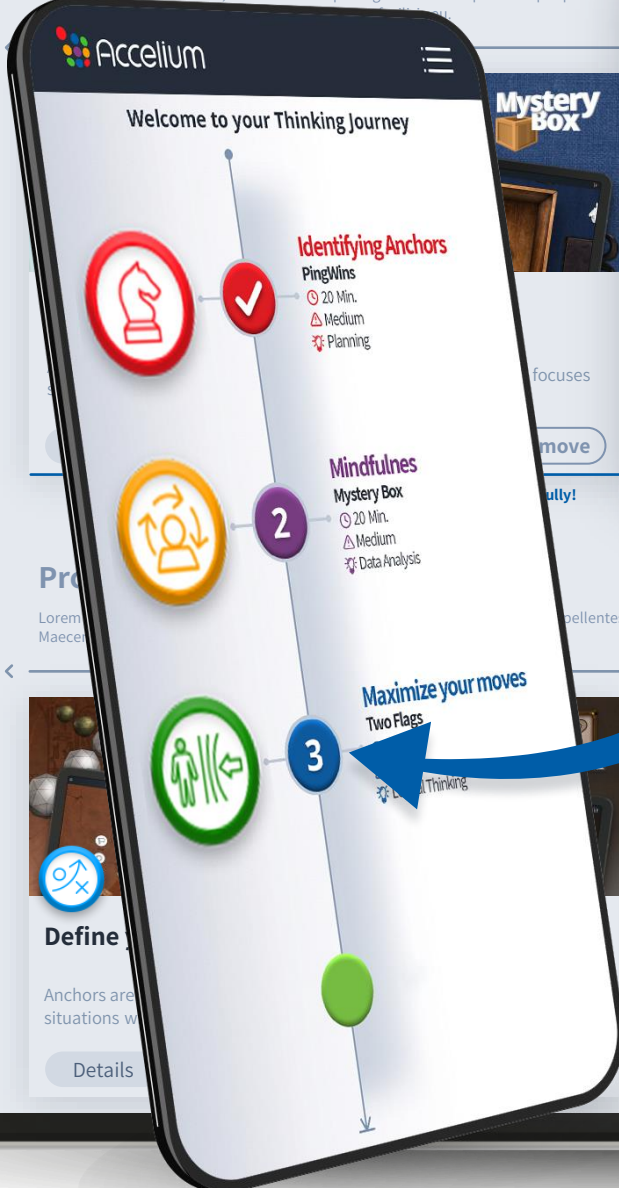 Accelium
Welcome to your Thinking Journey
Mystery
Box
Identifying Anchors
PingWins
20 Min.
Medium
Planning
focuses
move
ully!
Mindfulnes
Mystery Box
20 Min.
Medium
Data Analysis
2
Pro
Lorem
Maecen
pellentes
Maximize your moves
Two Flags
3
Thinking
Define
Anchors are
situations w
Details